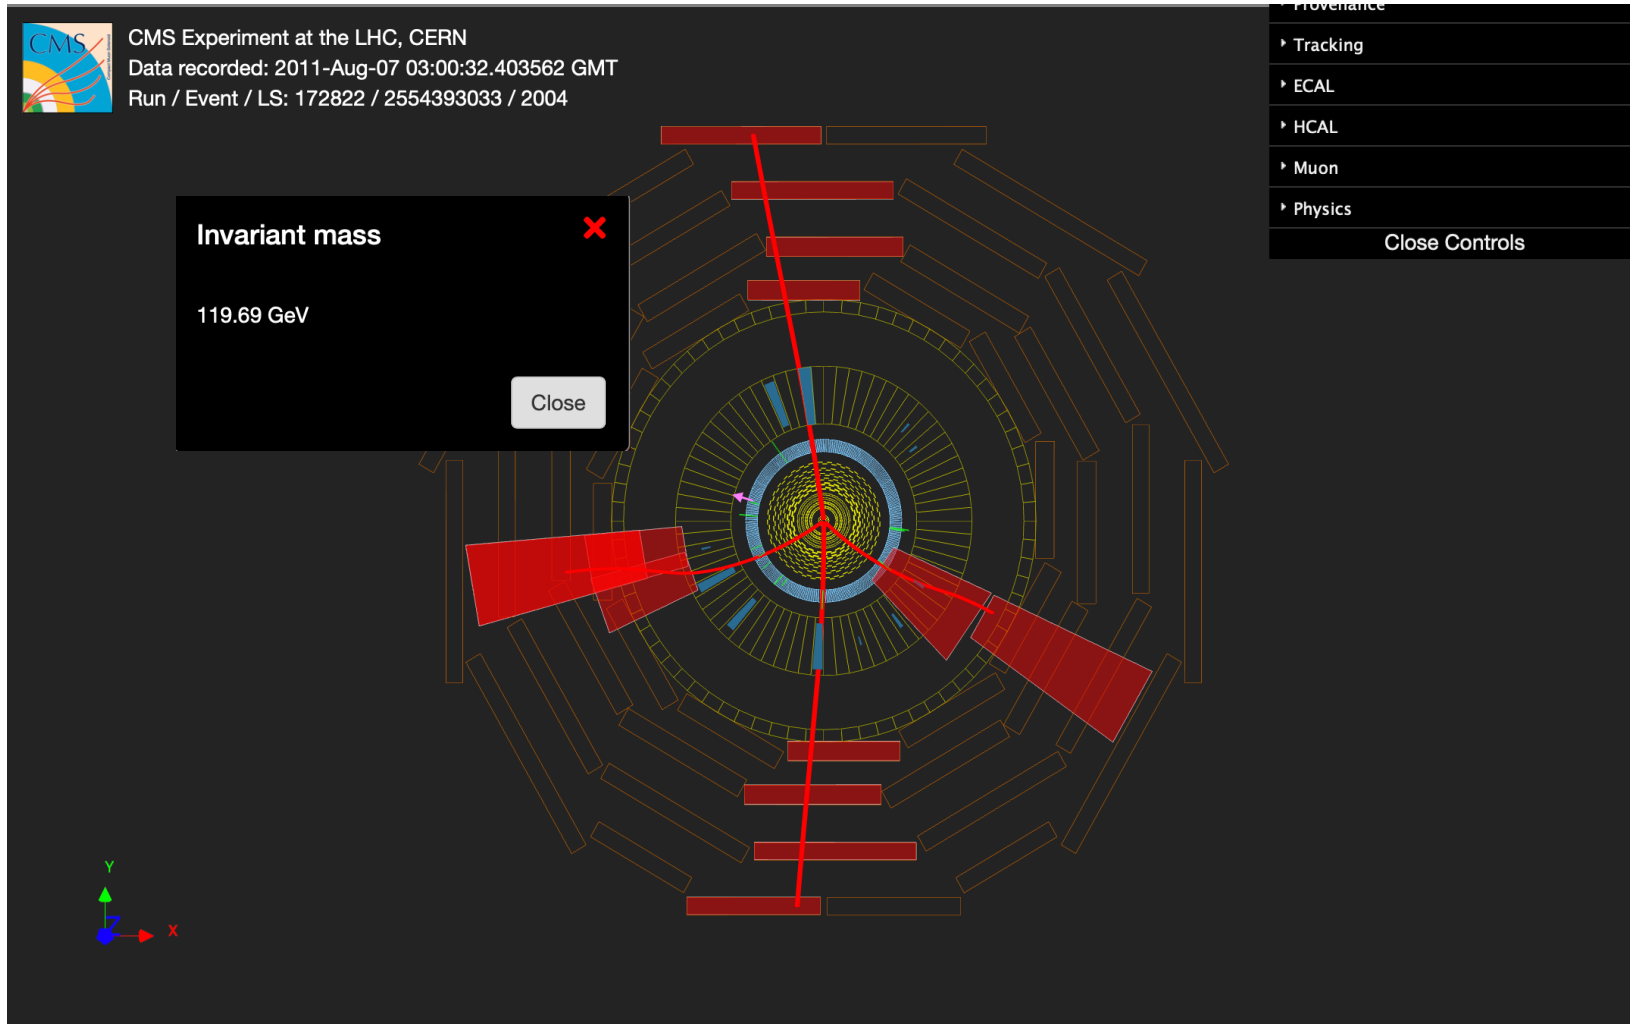 CMS
CMS Experiment at the LHC, CERN
Data recorded: 2011-Aug-07 03:00:32.403562 GMT
Run / Event / LS: 172822 / 2554393033 / 2004
Provenance
Tracking
ECAL
HCAL
Muon
Physics
Close Controls
Invariant mass
119.69 GeV
Close
Y
Z
X